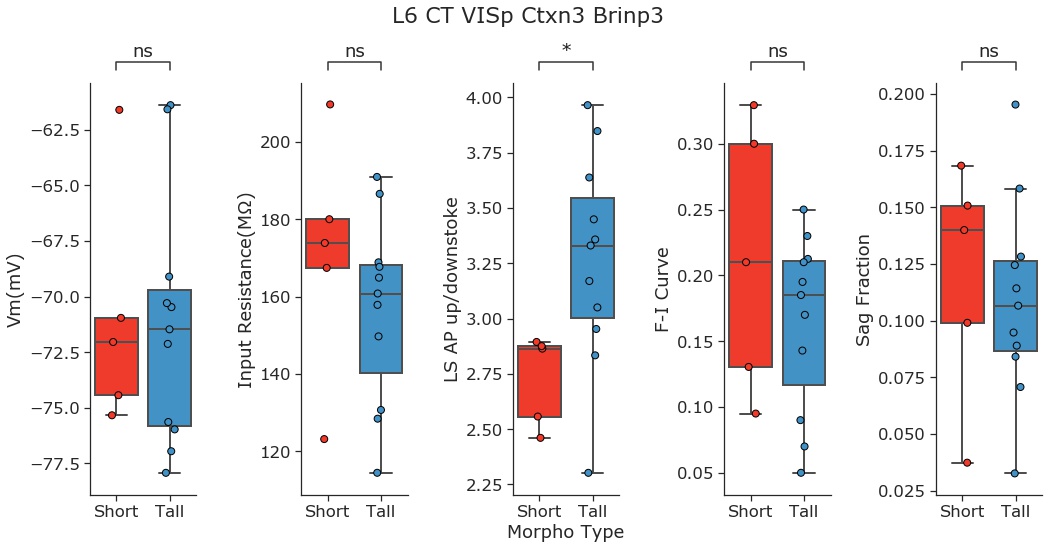 L6 CT VISp Ctxn3 Brinp3
ns
ns
*
ns
ns
Vm(mV)
−62.5
−65.0
−67.5
−70.0
−72.5
−75.0
−77.5
Short Tall
Input Resistance(MΩ)
200
180
160
140
120
Short Tall
LS AP up/downstoke
4.00
3.75
3.50
3.25
3.00
2.75
2.50
2.25
Short Tall
Morpho Type
F-I Curve
0.30
0.25
0.20
0.15
0.10
0.05
Short Tall
Sag Fraction
0.200
0.175
0.150
0.125
0.100
0.075
0.050
0.025
Short Tall